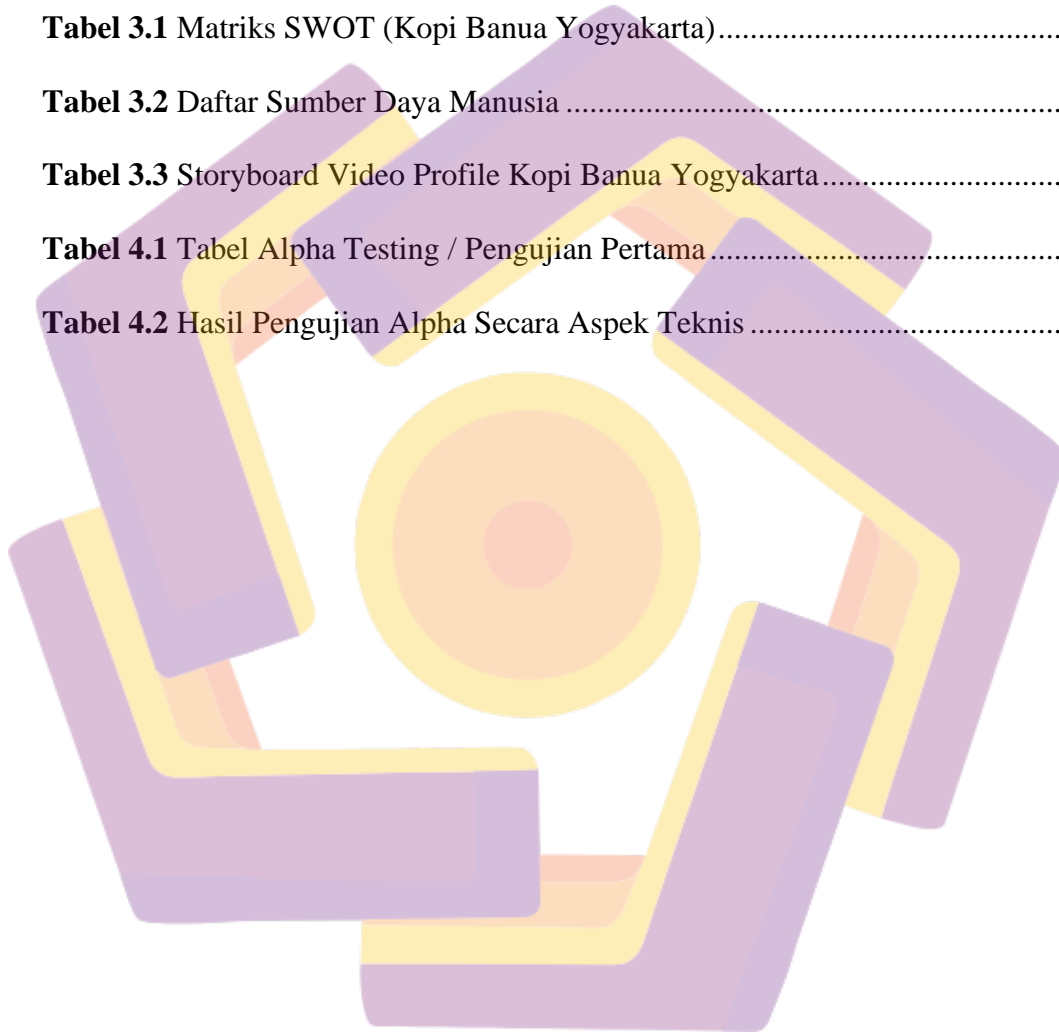 Tabel 3.1 Matriks SWOT (Kopi Banua Yogyakarta)........................................
Tabel 3.2 Daftar Sumber Daya Manusia ..........................................................
Tabel 3.3 Storyboard Video Profile Kopi Banua Yogyakarta............................
Tabel 4.1 Tabel Alpha Testing / Pengujian Pertama .........................................
Tabel 4.2 Hasil Pengujian Alpha Secara Aspek Teknis ....................................